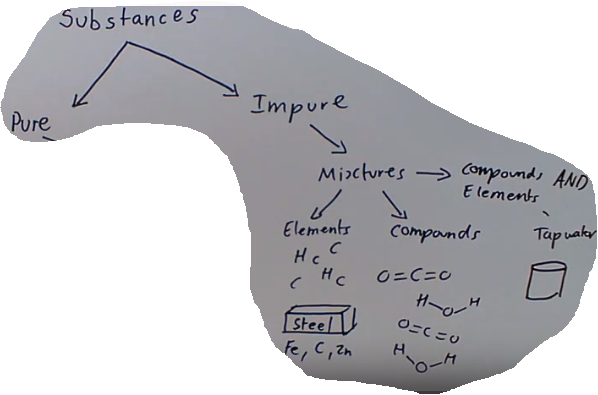 Substances
Pure
Impure
Mixtures → Compounds AND
Elements
Elements Compounds Tap water
H C C
C H C
O=C=O
H-O-H
Steel
O=C=O
Fe, C, Zn
H-O-H